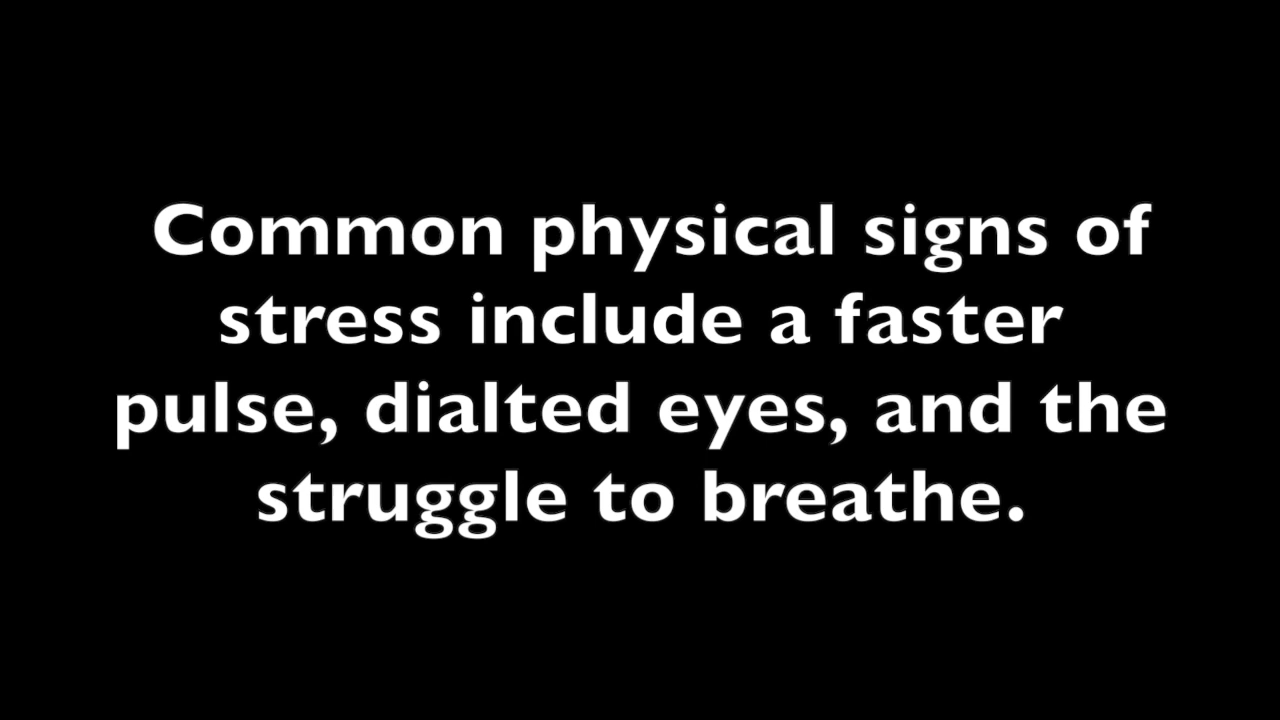 Common physical signs of
stress include a faster
pulse, dialted eyes, and the
struggle to breathe.